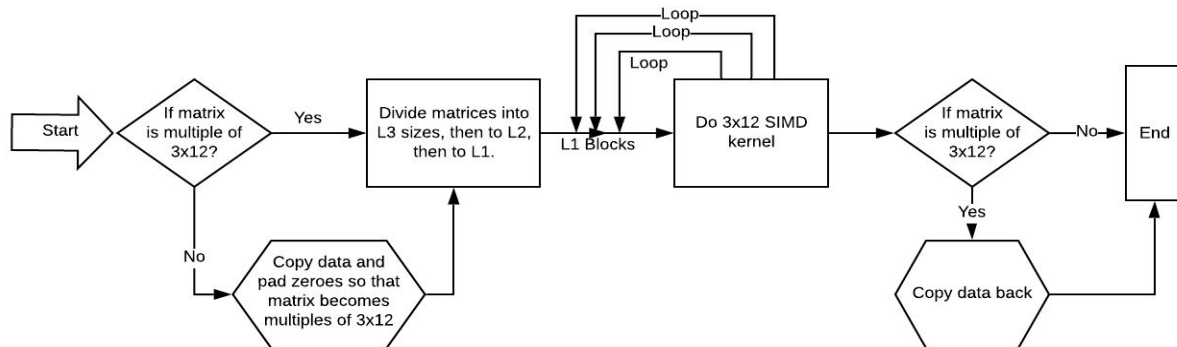 Start
If matrix
is multiple of
3x12?
Yes
No
Copy data and
pad zeroes so that
matrix becomes
multiples of 3x12
Divide matrices into
L3 sizes, then to L2,
then to L1.
Loop
Loop
Loop
L1 Blocks
Do 3x12 SIMD
kernel
If matrix
is multiple of
3x12?
No
Yes
Copy data back
End